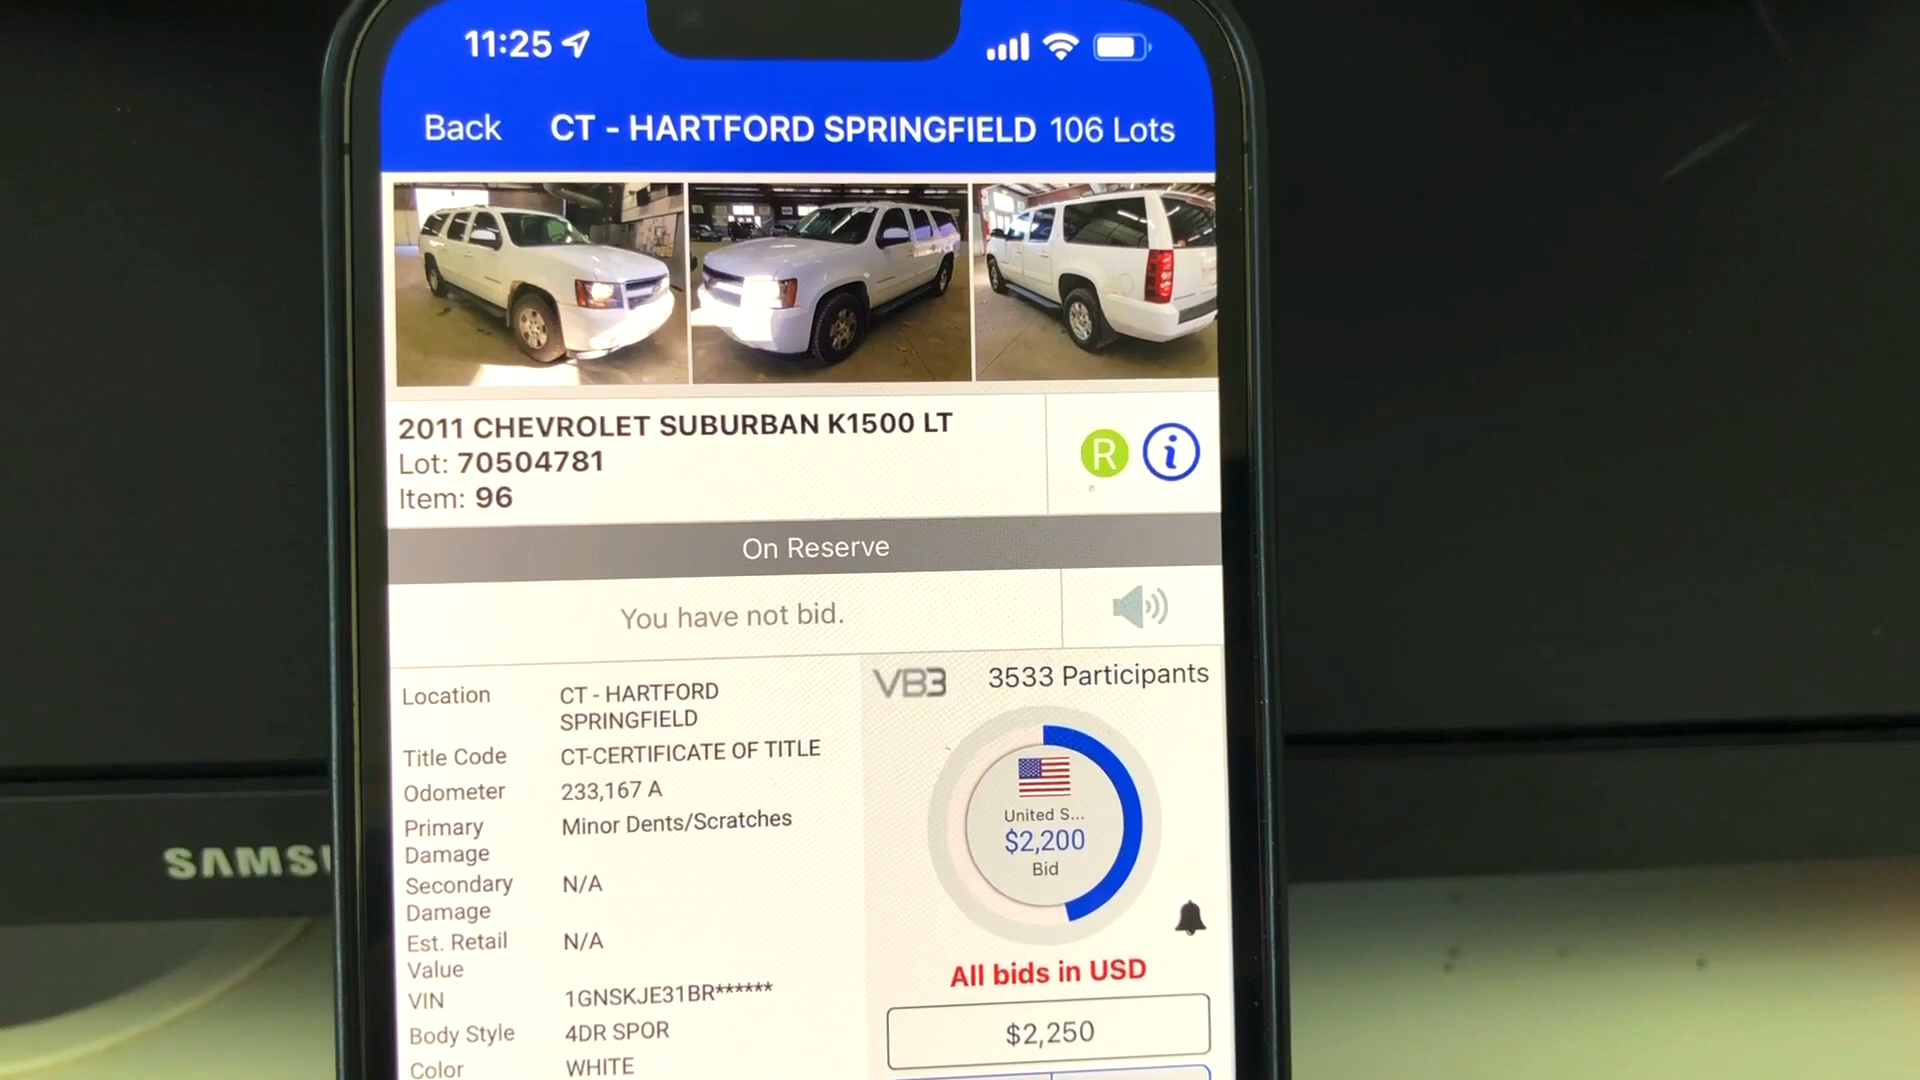 11:25
Back CT - HARTFORD SPRINGFIELD 106 Lots
2011 CHEVROLET SUBURBAN K1500 LT
Lot: 70504781
Item: 96
R i
On Reserve
You have not bid.
VB3 3533 Participants
Location CT - HARTFORD
SPRINGFIELD
Title Code CT-CERTIFICATE OF TITLE
Odometer 233,167 A
Primary Minor Dents/Scratches
Damage
Secondary N/A
Damage
Est. Retail N/A
Value
VIN 1GNSKJE31BR******
Body Style 4DR SPOR
Color WHITE
United S...
$2,200
Bid
All bids in USD
$2,250
SAMSU